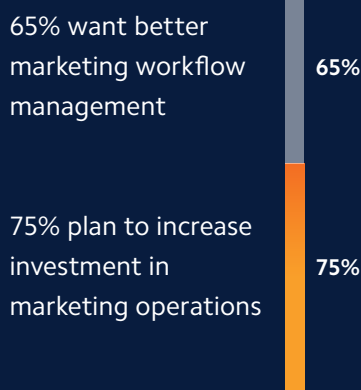 65% want better
marketing workflow
management
65%
75% plan to increase
investment in
marketing operations
75%